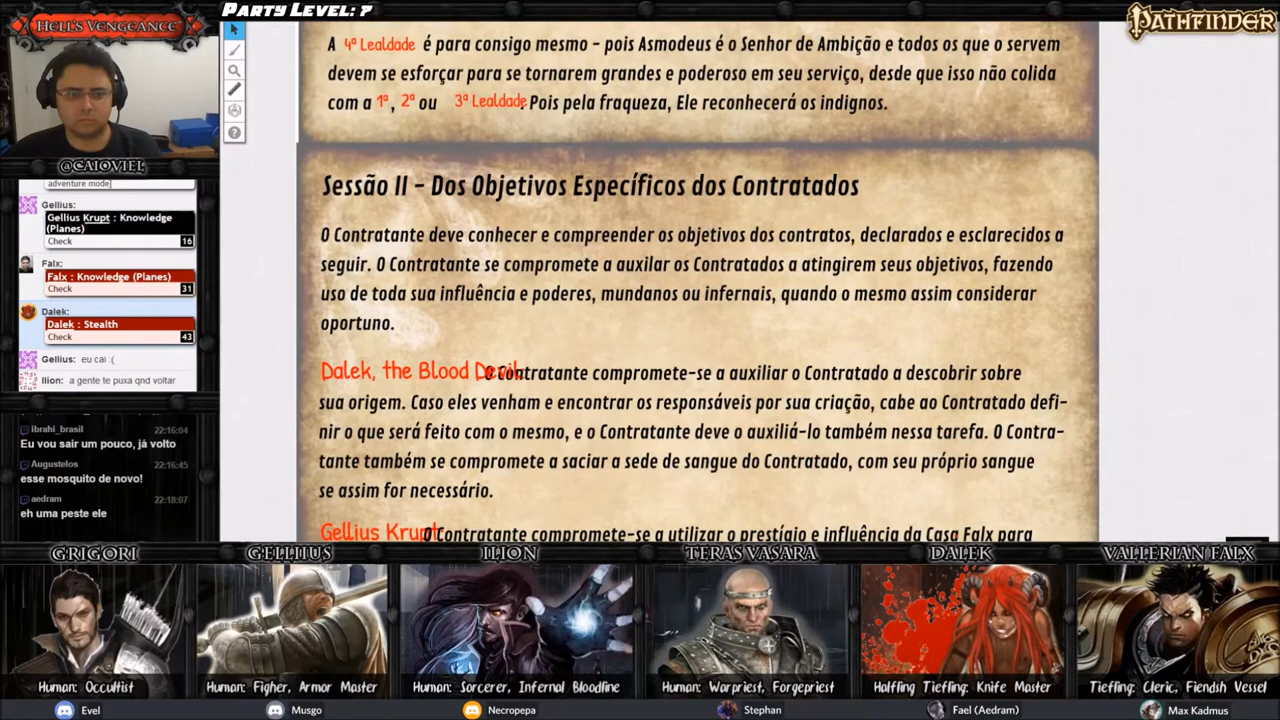 HELL'S VENGEANCE
PARTY LEVEL: 7
PATHFINDER
A 4ª Lealdade é para consigo mesmo - pois Asmodeus é o Senhor de Ambição e todos os que o servem
devem se esforçar para se tornarem grandes e poderoso em seu serviço, desde que isso não colida
com a 1ª, 2ª ou 3ª Lealdade. Pois pela fraqueza, Ele reconhecerá os indignos.
Sessão II - Dos Objetivos Específicos dos Contratados
O Contratante deve conhecer e compreender os objetivos dos contratos, declarados e esclarecidos a
seguir. O Contratante se compromete a auxilar os Contratados a atingirem seus objetivos, fazendo
uso de toda sua influência e poderes, mundanos ou infernais, quando o mesmo assim considerar
oportuno.
Dalek, the Blood Devil. O Contratante compromete-se a auxiliar o Contratado a descobrir sobre
sua origem. Caso eles venham e encontrar os responsáveis por sua criação, cabe ao Contratado defi-
nir o que será feito com o mesmo, e o Contratante deve o auxiliá-lo também nessa tarefa. O Contra-
tante também se compromete a saciar a sede de sangue do Contratado, com seu próprio sangue
se assim for necessário.
Gellius Krupt O Contratante compromete-se a utilizar o prestígio e influência da Casa Falx para
@CAIOVIEL
adventure mode]
Gellius:
Gellius Krupt : Knowledge
(Planes)
Check 16
Falx:
Falx : Knowledge (Planes)
Check 31
Dalek:
Dalek : Stealth
Check 43
Gellius: eu cai :(
Ilion: a gente te puxa qnd voltar
ibrahi_brasil 22:16:04
Eu vou sair um pouco, já volto
Augustelos 22:16:45
esse mosquito de novo!
aedram 22:18:07
eh uma peste ele
GRIGORI
GELLIIUS
ILION
TERAS VASARA
DALEK
VALLERIAN FALX
Human: Occultist
Human: Figher, Armor Master
Human: Sorcerer, Infernal Bloodline
Human: Warpriest, Forgepriest
Halfling Tiefling: Knife Master
Tiefling: Cleric, Fiendsh Vessel
Evel
Musgo
Necropepa
Stephan
Fael (Aedram)
Max Kadmus